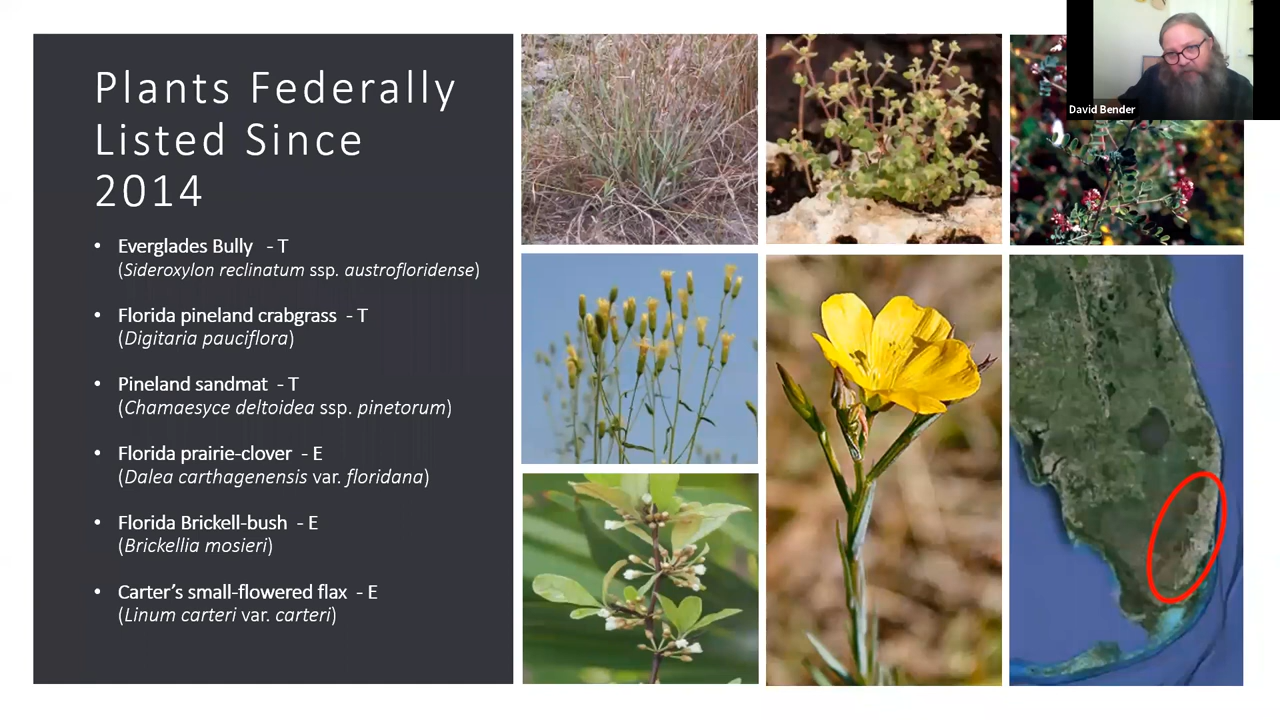 Plants Federally
Listed Since
2014
• Everglades Bully - T
(Sideroxylon reclinatum ssp. austrofloridense)
• Florida pineland crabgrass - T
(Digitaria pauciflora)
• Pineland sandmat - T
(Chamaesyce deltoidea ssp. pinetorum)
• Florida prairie-clover - E
(Dalea carthagenensis var. floridana)
• Florida Brickell-bush - E
(Brickellia mosieri)
• Carter’s small-flowered flax - E
(Linum carteri var. carteri)
David Bender